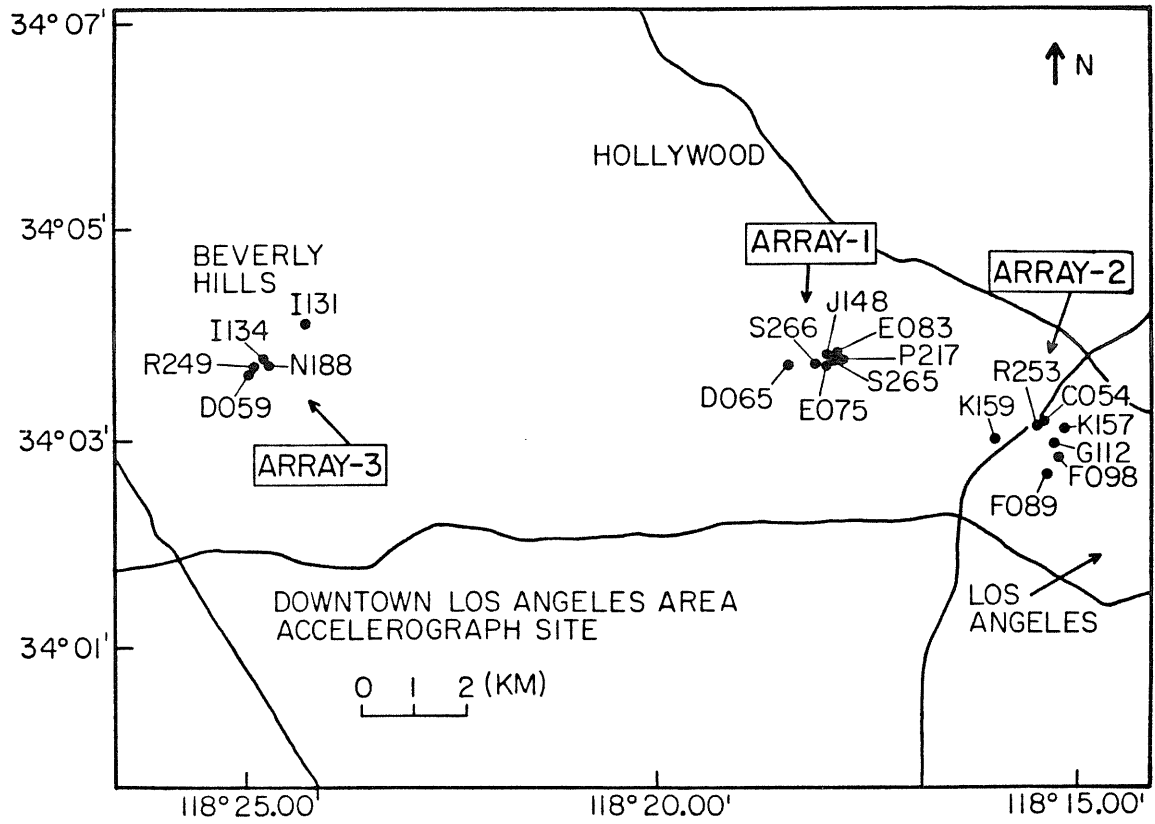 34° 07'
N
HOLLYWOOD
34° 05'
ARRAY-1
BEVERLY
HILLS
ARRAY-2
I131
J148
I134
S266
E083
R249
N188
P217
R253
S265
D059
D065
E075
C054
K159
K157
34° 03'
G112
ARRAY-3
F098
F089
DOWNTOWN LOS ANGELES AREA
ACCELEROGRAPH SITE
LOS
ANGELES
34° 01'
0 1 2 (KM)
118° 25.00'
118° 20.00'
118° 15.00'